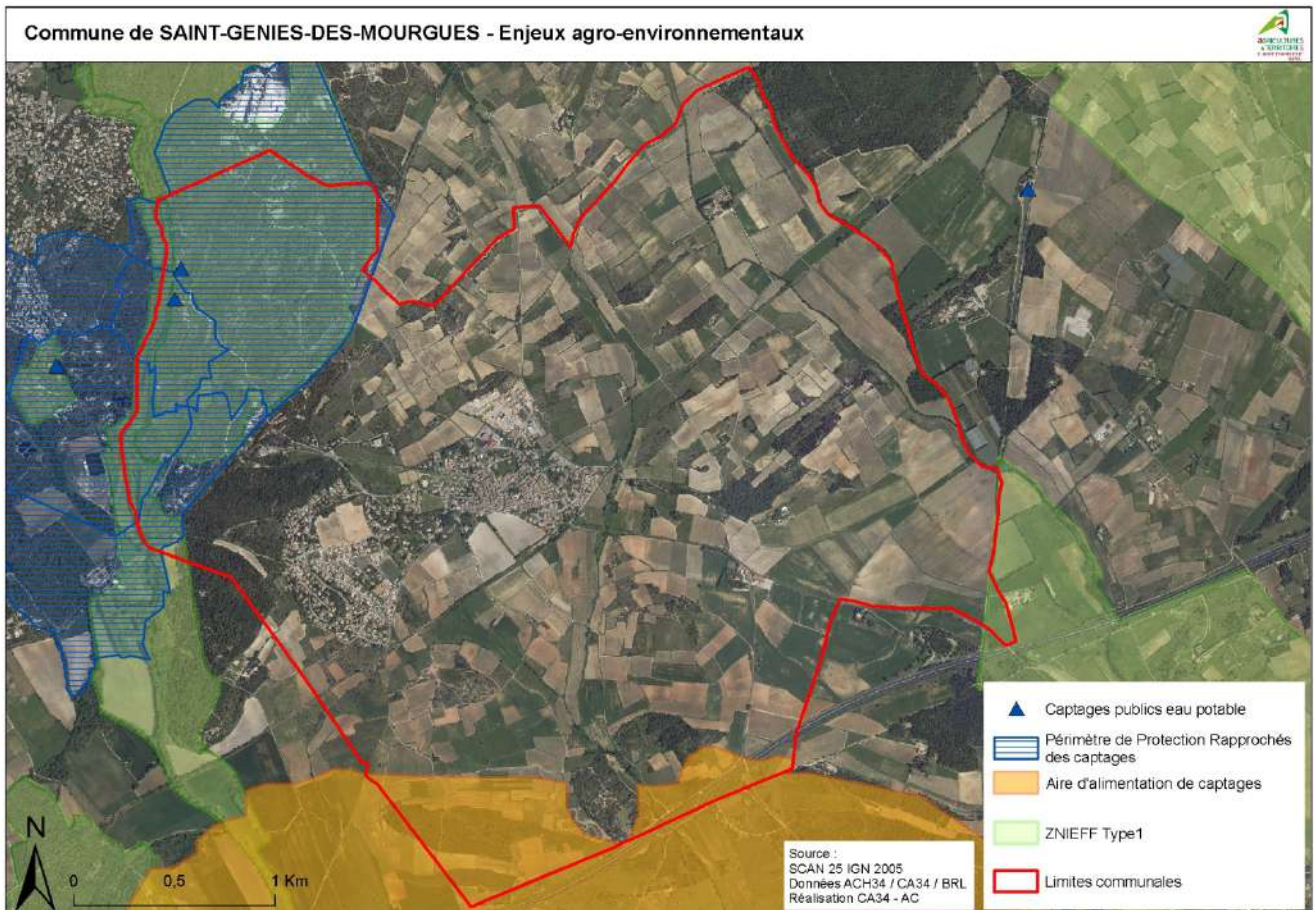 Commune de SAINT-GENIES-DES-MOURGUES - Enjeux agro-environnementaux
AGRICULTURES
& TERRITOIRES
N
0 0,5 1 Km
Source :
SCAN 25 IGN 2005
Données ACH34 / CA34 / BRL
Réalisation CA34 - AC
Captages publics eau potable
Périmètre de Protection Rapprochés
des captages
Aire d'alimentation de captages
ZNIEFF Type1
Limites communales